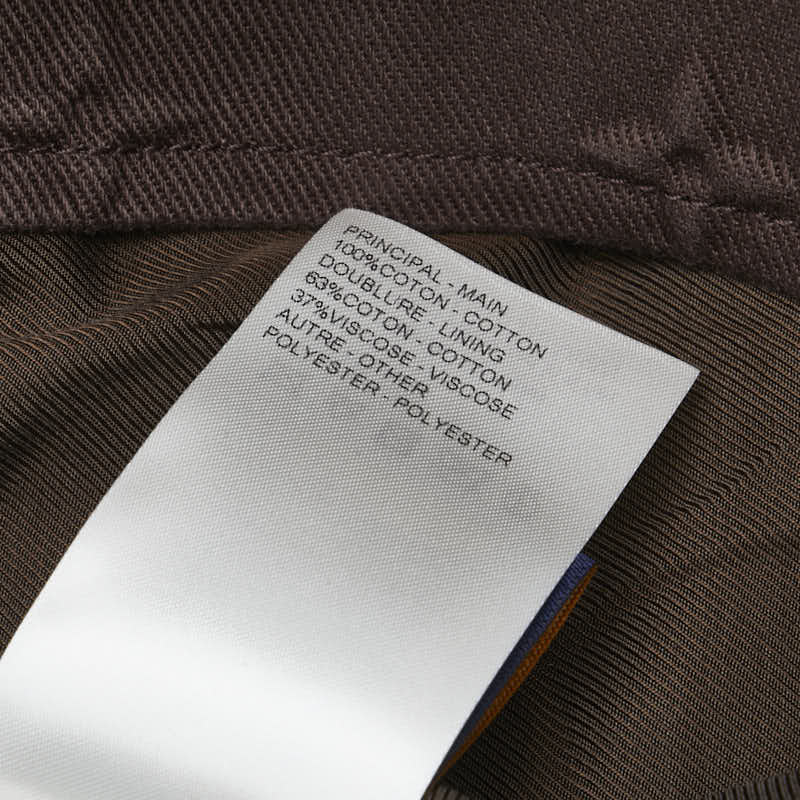 PRINCIPAL - MAIN
100%COTON - COTTON
DOUBLURE - LINING
63%COTON - COTTON
37%VISCOSE - VISCOSE
AUTRE - OTHER
POLYESTER - POLYESTER